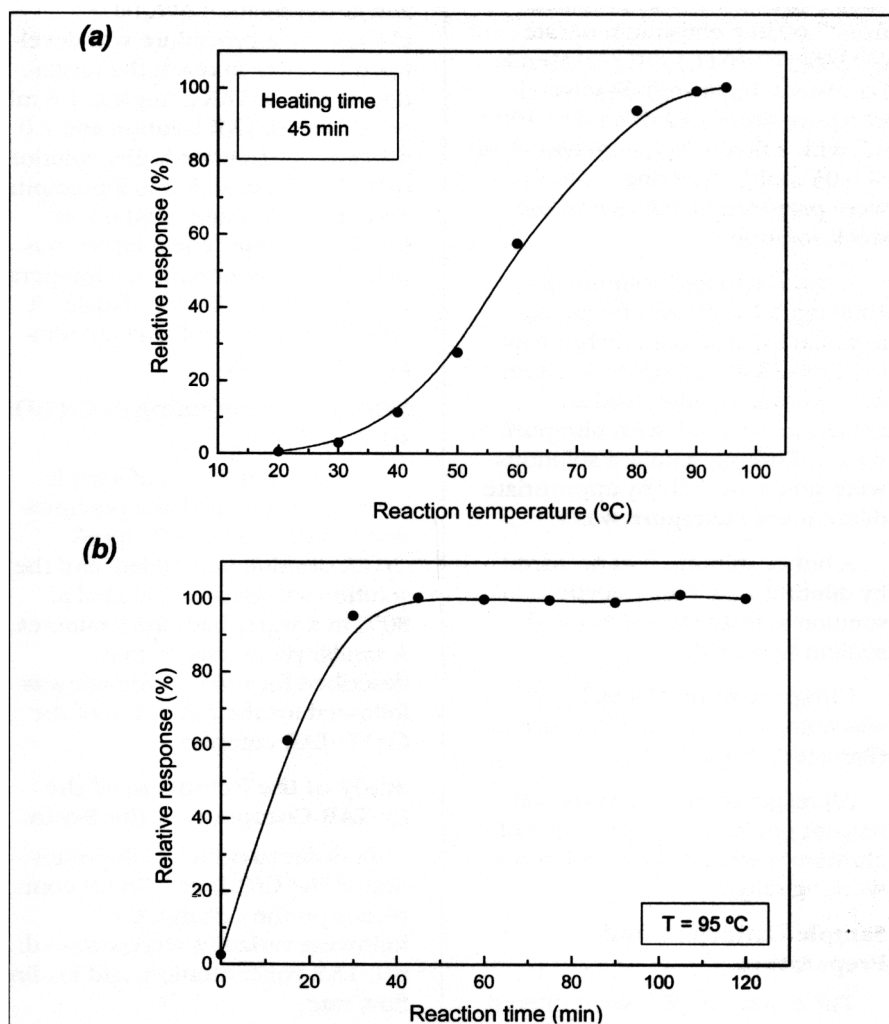 (a)
Relative response (%)
100
80
60
40
20
0
Heating time
45 min
10 20 30 40 50 60 70 80 90 100
Reaction temperature (ºC)
(b)
Relative response (%)
100
80
60
40
20
0
T = 95 ºC
0 20 40 60 80 100 120
Reaction time (min)